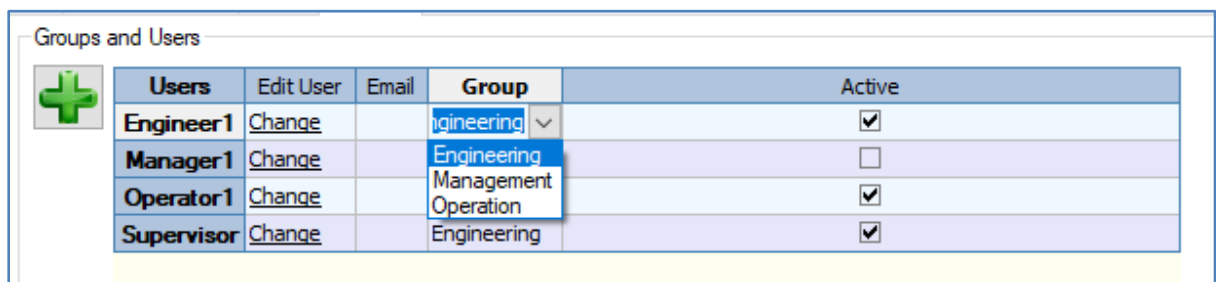 Groups and Users
Users Edit User Email Group Active
Engineer1 Change ngineering
Manager1 Change Engineering
Management
Operator1 Change Operation
Supervisor Change Engineering